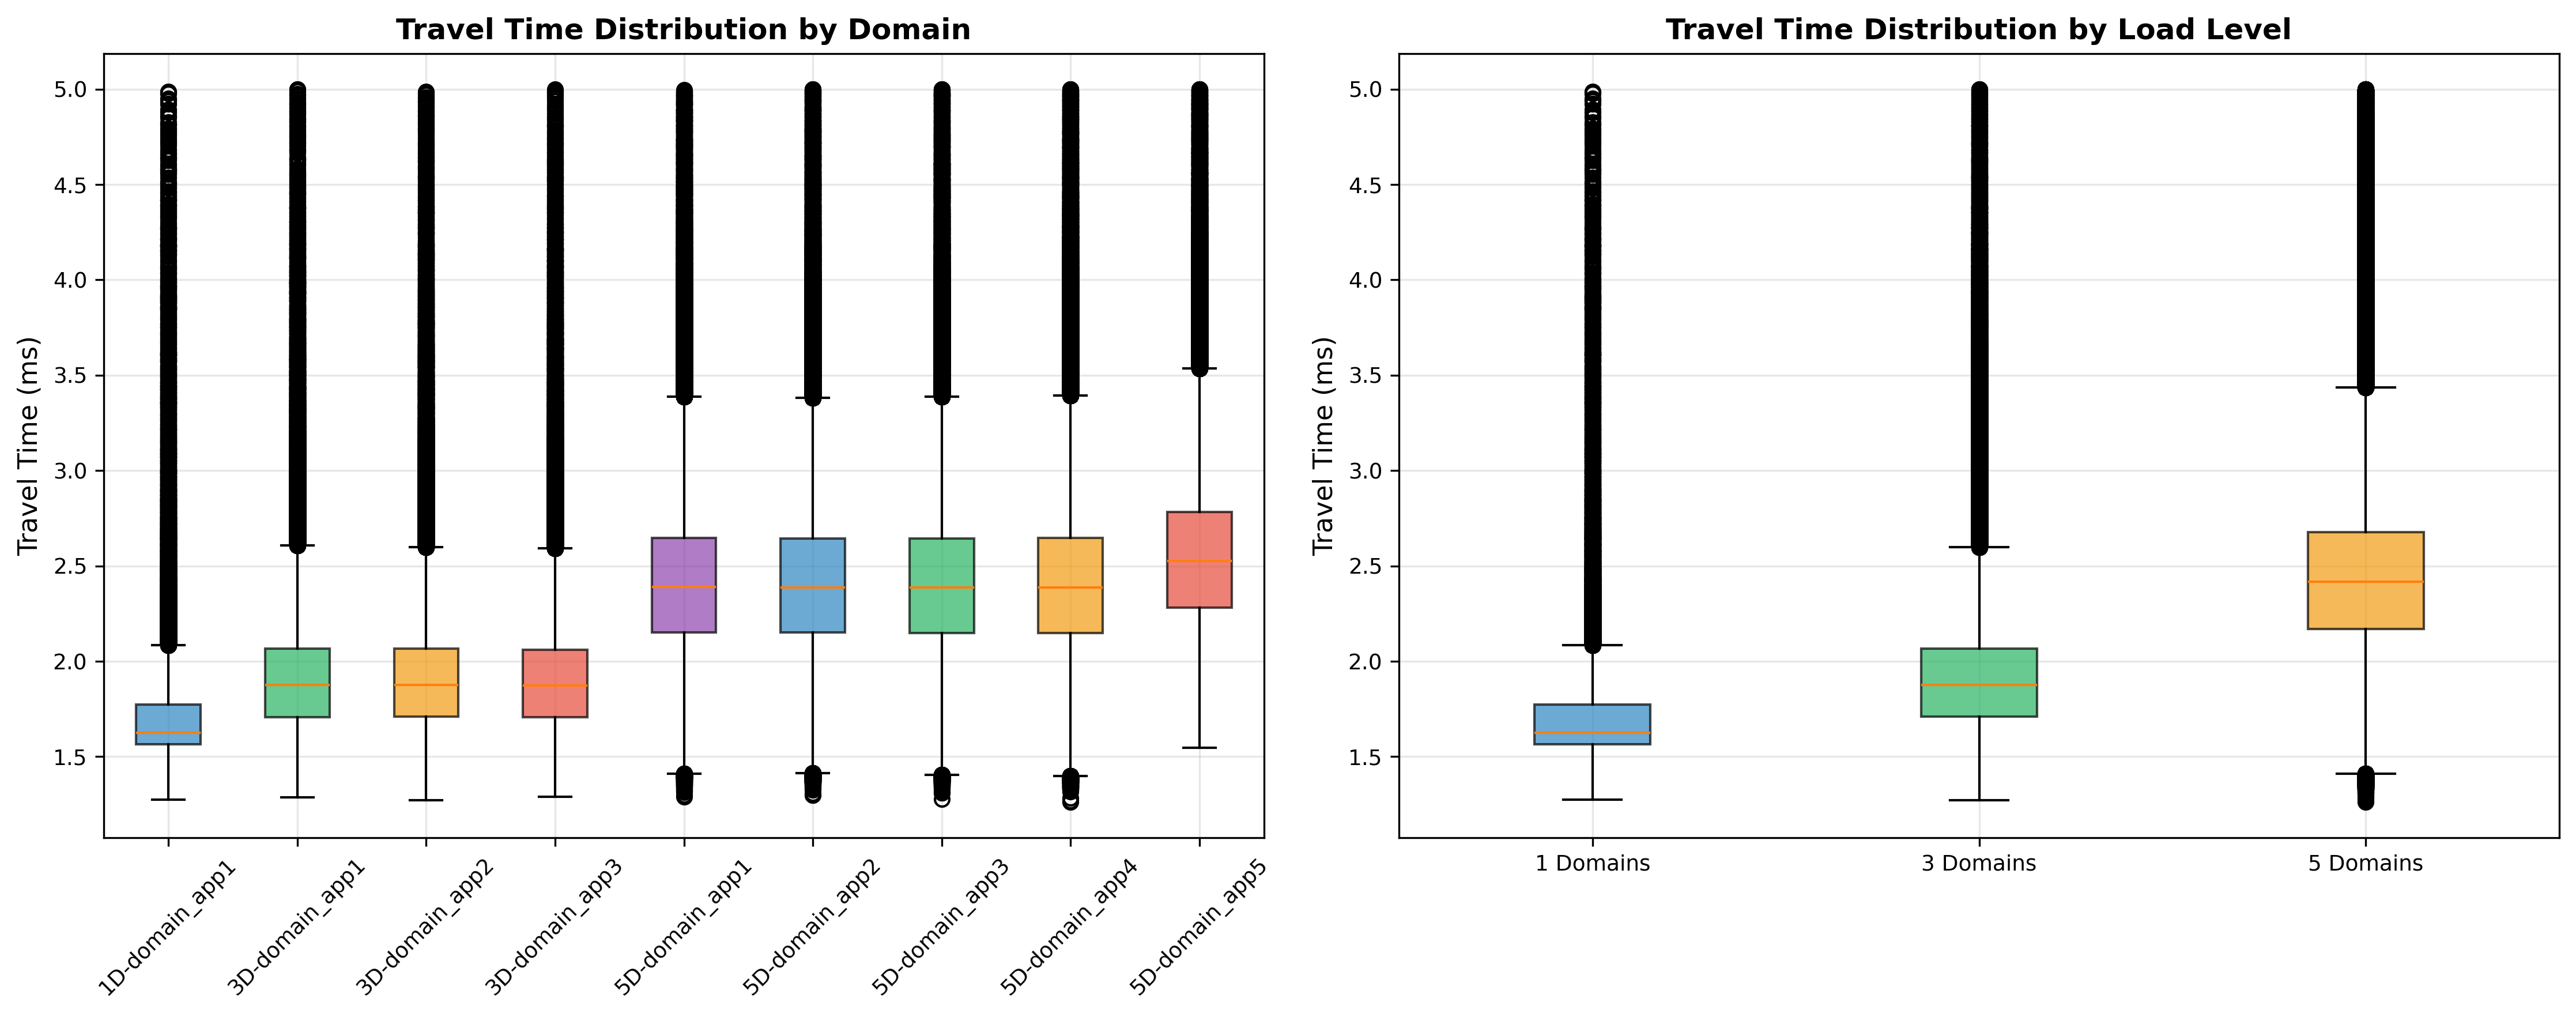 Travel Time Distribution by Domain
Travel Time (ms)
5.0
4.5
4.0
3.5
3.0
2.5
2.0
1.5
1D-domain_app1
3D-domain_app1
3D-domain_app2
3D-domain_app3
5D-domain_app1
5D-domain_app2
5D-domain_app3
5D-domain_app4
5D-domain_app5
Travel Time Distribution by Load Level
Travel Time (ms)
5.0
4.5
4.0
3.5
3.0
2.5
2.0
1.5
1 Domains
3 Domains
5 Domains